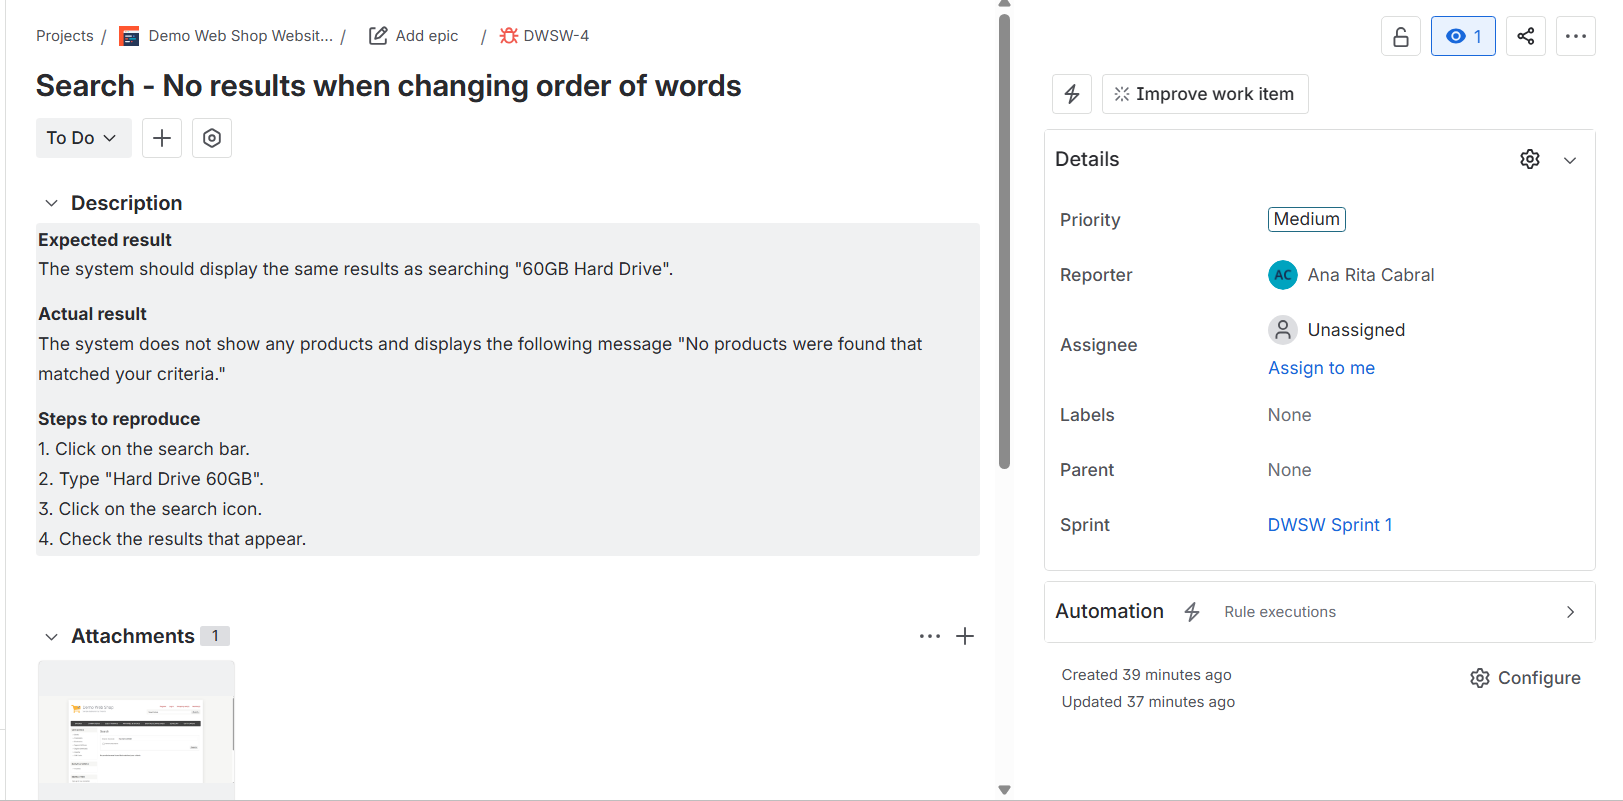 Projects / Demo Web Shop Websit... / Add epic / DWSW-4
1
Search - No results when changing order of words
Improve work item
To Do
Details
Description
Priority Medium
Expected result
The system should display the same results as searching "60GB Hard Drive".
Reporter AC Ana Rita Cabral
Actual result
The system does not show any products and displays the following message "No products were found that
matched your criteria."
Assignee Unassigned
Assign to me
Steps to reproduce
1. Click on the search bar.
2. Type "Hard Drive 60GB".
3. Click on the search icon.
4. Check the results that appear.
Labels None
Parent None
Sprint DWSW Sprint 1
Automation Rule executions
Attachments 1
Created 39 minutes ago
Updated 37 minutes ago
Configure